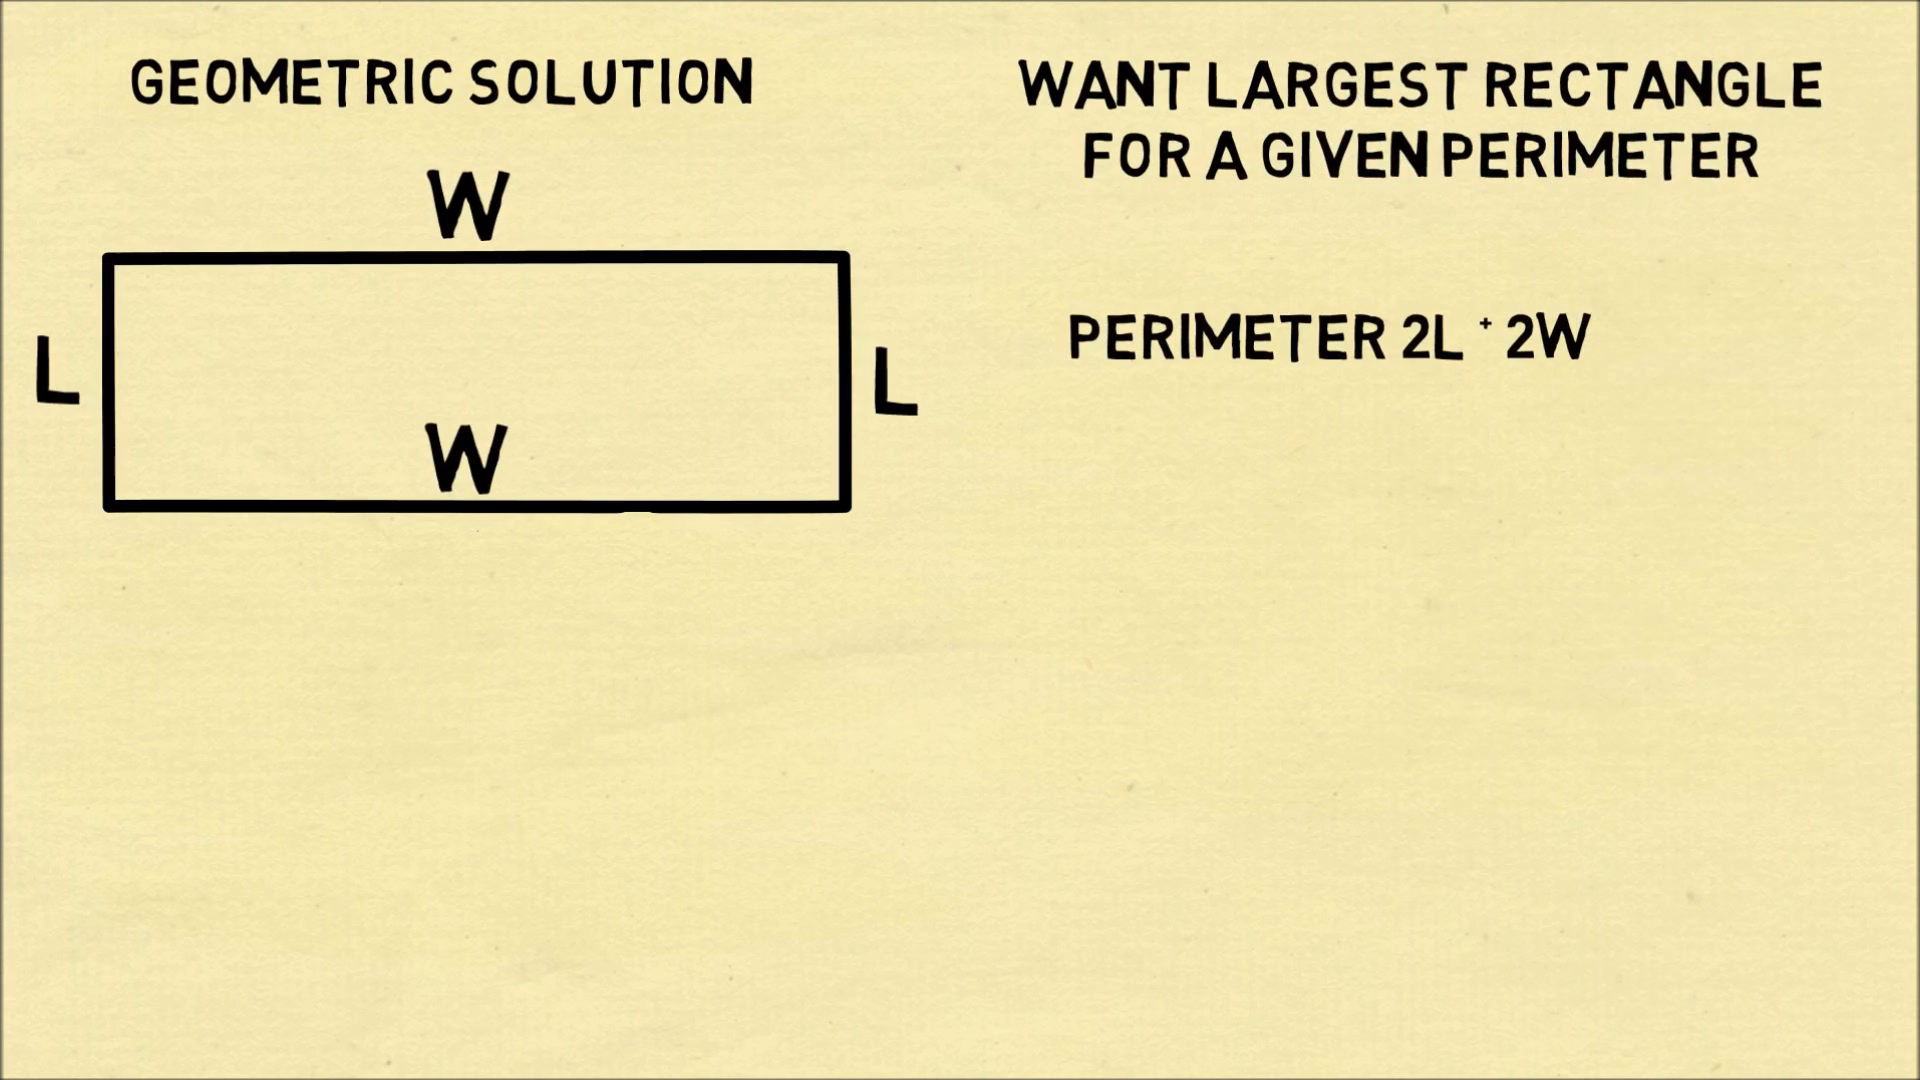 GEOMETRIC SOLUTION
WANT LARGEST RECTANGLE
FOR A GIVEN PERIMETER
W
L
L
W
PERIMETER 2L + 2W